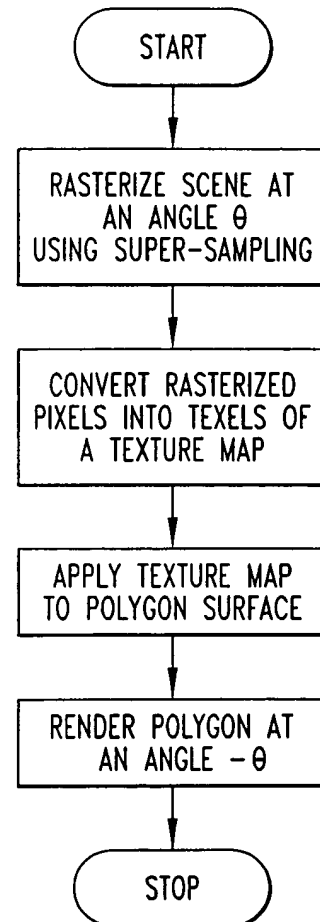 START
RASTERIZE SCENE AT
AN ANGLE θ
USING SUPER-SAMPLING
CONVERT RASTERIZED
PIXELS INTO TEXELS OF
A TEXTURE MAP
APPLY TEXTURE MAP
TO POLYGON SURFACE
RENDER POLYGON AT
AN ANGLE -θ
STOP